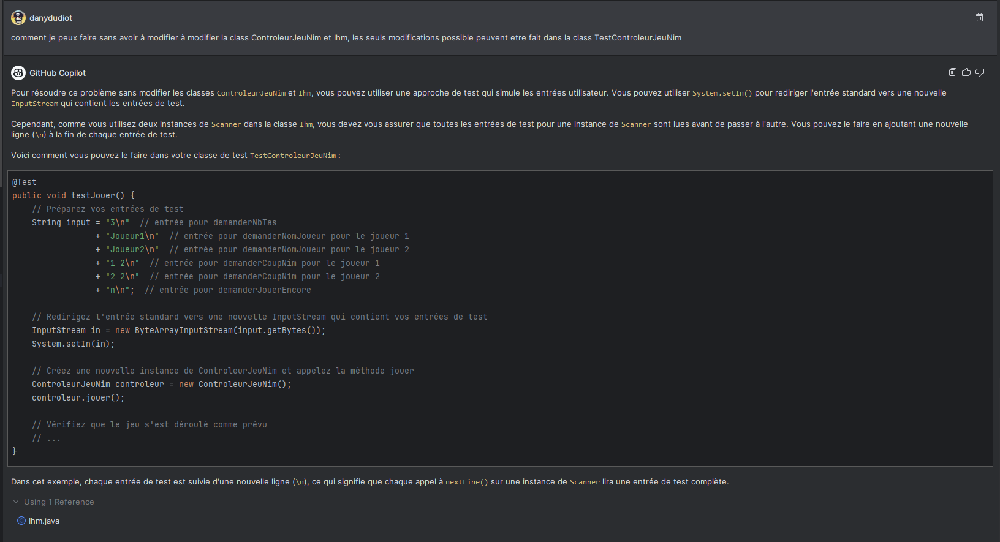 danydudiot
comment je peux faire sans avoir à modifier à modifier la class ControleurJeuNim et Ihm, les seuls modifications possible peuvent etre fait dans la class TestControleurJeuNim
GitHub Copilot
Pour résoudre ce problème sans modifier les classes ControleurJeuNim et Ihm, vous pouvez utiliser une approche de test qui simule les entrées utilisateur. Vous pouvez utiliser System.setIn() pour rediriger l'entrée standard vers une nouvelle
InputStream qui contient les entrées de test.
Cependant, comme vous utilisez deux instances de Scanner dans la classe Ihm, vous devez vous assurer que toutes les entrées de test pour une instance de Scanner sont lues avant de passer à l'autre. Vous pouvez le faire en ajoutant une nouvelle
ligne (\n) à la fin de chaque entrée de test.
Voici comment vous pouvez le faire dans votre classe de test TestControleurJeuNim :
@Test
public void testJouer() {
    // Préparez vos entrées de test
    String input = "3\n"  // entrée pour demanderNbTas
                 + "Joueur1\n"  // entrée pour demanderNomJoueur pour le joueur 1
                 + "Joueur2\n"  // entrée pour demanderNomJoueur pour le joueur 2
                 + "1 2\n"  // entrée pour demanderCoupNim pour le joueur 1
                 + "2 2\n"  // entrée pour demanderCoupNim pour le joueur 2
                 + "n\n";  // entrée pour demanderJouerEncore
    // Redirigez l'entrée standard vers une nouvelle InputStream qui contient vos entrées de test
    InputStream in = new ByteArrayInputStream(input.getBytes());
    System.setIn(in);
    // Créez une nouvelle instance de ControleurJeuNim et appelez la méthode jouer
    ControleurJeuNim controleur = new ControleurJeuNim();
    controleur.jouer();
    // Vérifiez que le jeu s'est déroulé comme prévu
    // ...
}
Dans cet exemple, chaque entrée de test est suivie d'une nouvelle ligne (\n), ce qui signifie que chaque appel à nextLine() sur une instance de Scanner lira une entrée de test complète.
Using 1 Reference
Ihm.java